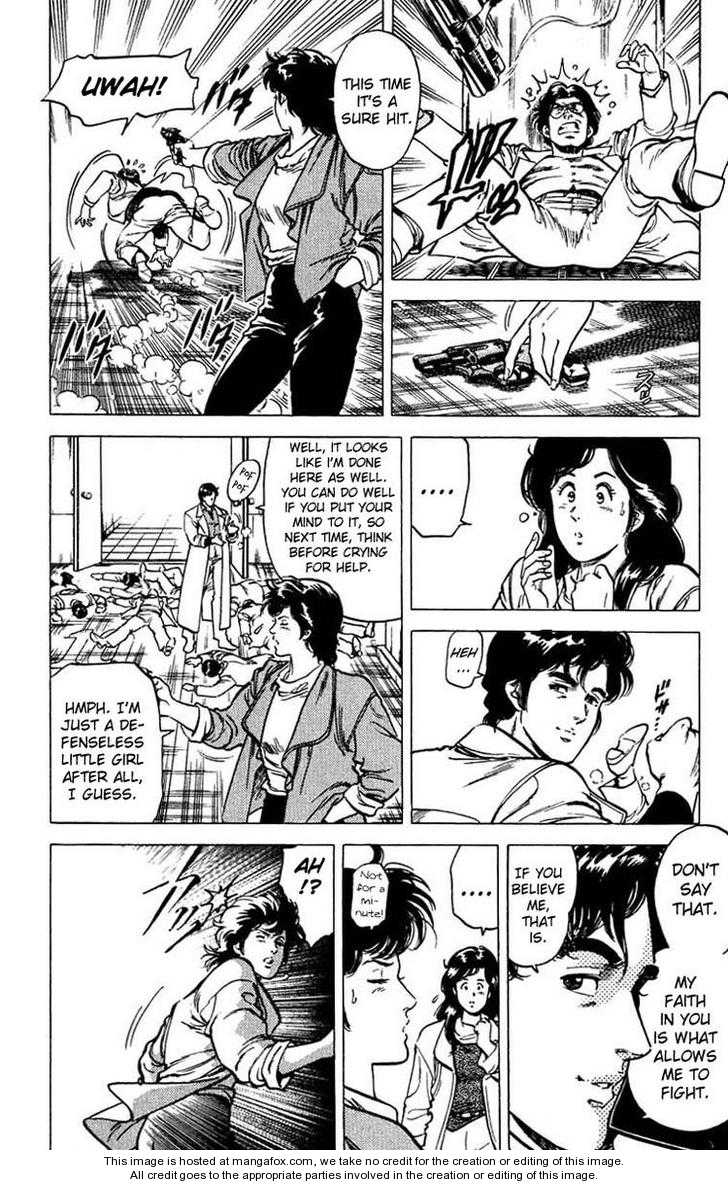 THIS TIME
IT'S A
SURE HIT.
UWAH!
POF
POF
WELL, IT LOOKS
LIKE I'M DONE
HERE AS WELL.
YOU CAN DO WELL
IF YOU PUT YOUR
MIND TO IT, SO
NEXT TIME, THINK
BEFORE CRYING
FOR HELP.
HMPH. I'M
JUST A DE-
FENSELESS
LITTLE GIRL
AFTER ALL,
I GUESS.
....
HEH
...
DON'T
SAY
THAT.
MY
FAITH
IN YOU
IS WHAT
ALLOWS
ME TO
FIGHT.
IF YOU
BELIEVE
ME,
THAT
IS.
....
Not
for a
mi-
nute!
AH
!?
This image is hosted at mangafox.com, we take no credit for the creation or editing of this image.
All credit goes to the appropriate parties involved in the creation or editing of this image.